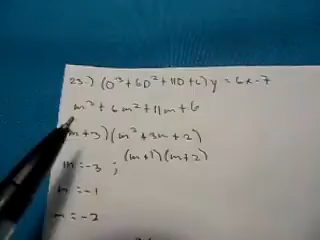 23.) (D³ + 6D² + 11D + 6) y = 6x - 7
m³ + 6m² + 11m + 6
m + 3) (m² + 3m + 2)
m = -3 ; (m + 1) (m + 2)
m = -1
m = -2